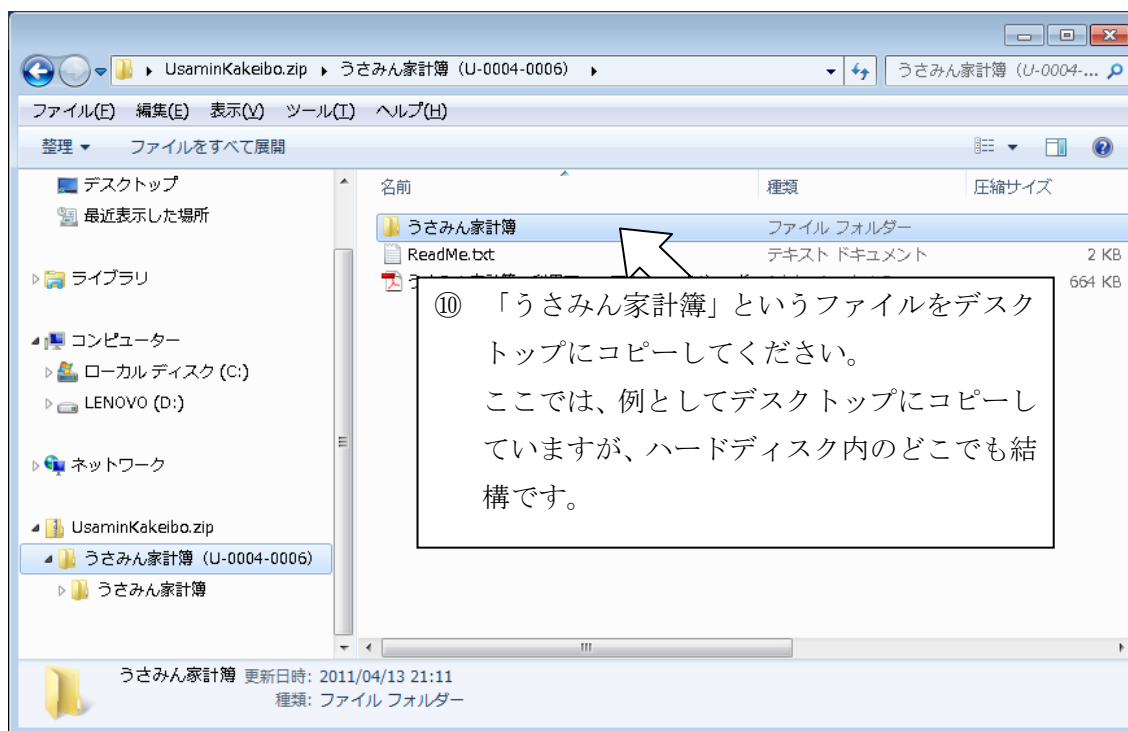 UsaminKakeibo.zip うさみん家計簿（U-0004-0006）
うさみん家計簿（U-0004-...
ファイル(F) 編集(E) 表示(V) ツール(T) ヘルプ(H)
整理 ファイルをすべて展開
デスクトップ
最近表示した場所
ライブラリ
コンピューター
ローカル ディスク (C:)
LENOVO (D:)
ネットワーク
UsaminKakeibo.zip
うさみん家計簿（U-0004-0006）
うさみん家計簿
名前 種類 圧縮サイズ
うさみん家計簿 ファイル フォルダー
ReadMe.txt テキスト ドキュメント 2 KB
664 KB
⑩ 「うさみん家計簿」というファイルをデスク
トップにコピーしてください。
ここでは、例としてデスクトップにコピーし
ていますが、ハードディスク内のどこでも結
構です。
うさみん家計簿 更新日時: 2011/04/13 21:11
種類: ファイル フォルダー